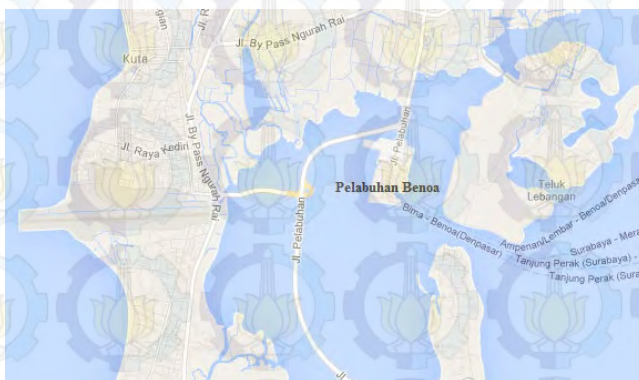 Jl. By Pass Ngurah Rai
Kuta
Jl. Raya Kediri
Jl. By Pass Ngurah Rai
Jl. Pelabuhan
Pelabuhan Benoa
Jl. Pelabuhan
Teluk
Lebangan
Bima - Benoa(Denpasar)
Ampenan/Lembar - Benoa/Denpasa
Surabaya - Mera
Tanjung Perak (Surabaya) -
Tanjung Perak (Sura